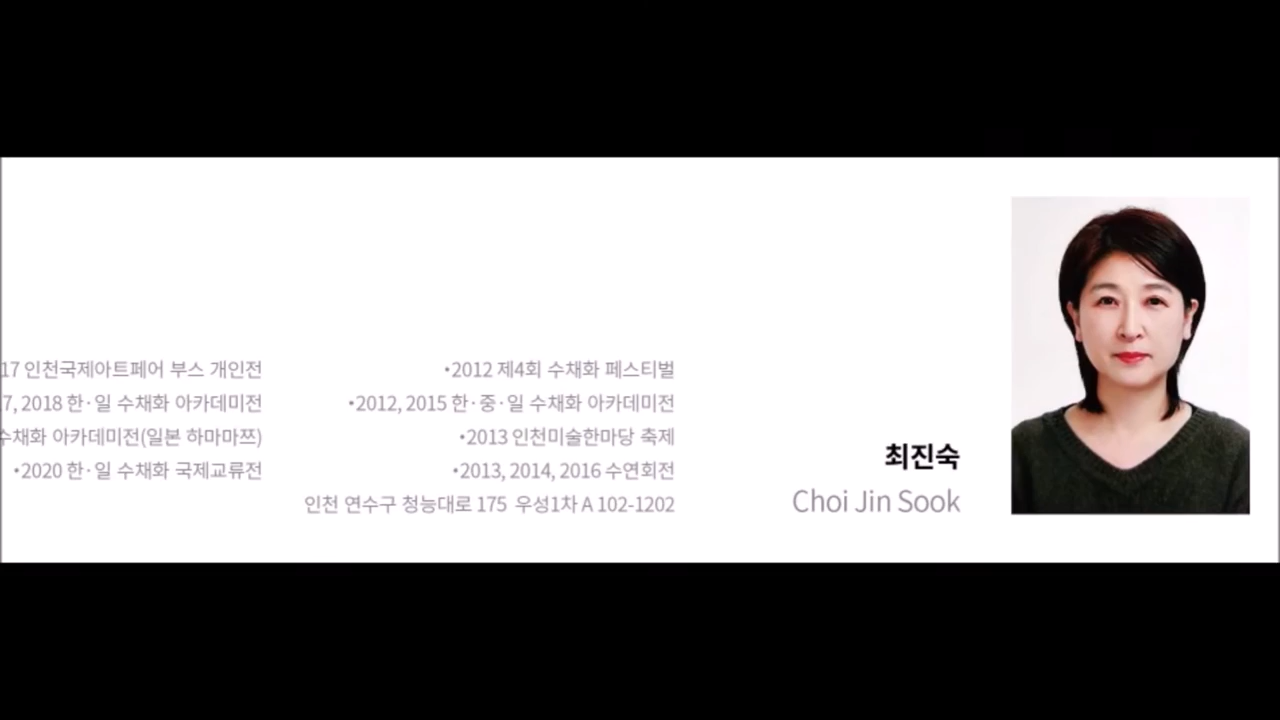 17 인천국제아트페어 부스 개인전
7, 2018 한·일 수채화 아카데미전
수채화 아카데미전(일본 하마마쯔)
•2020 한·일 수채화 국제교류전
•2012 제4회 수채화 페스티벌
•2012, 2015 한·중·일 수채화 아카데미전
•2013 인천미술한마당 축제
•2013, 2014, 2016 수연회전
인천 연수구 청능대로 175 우성1차 A 102-1202
최진숙
Choi Jin Sook